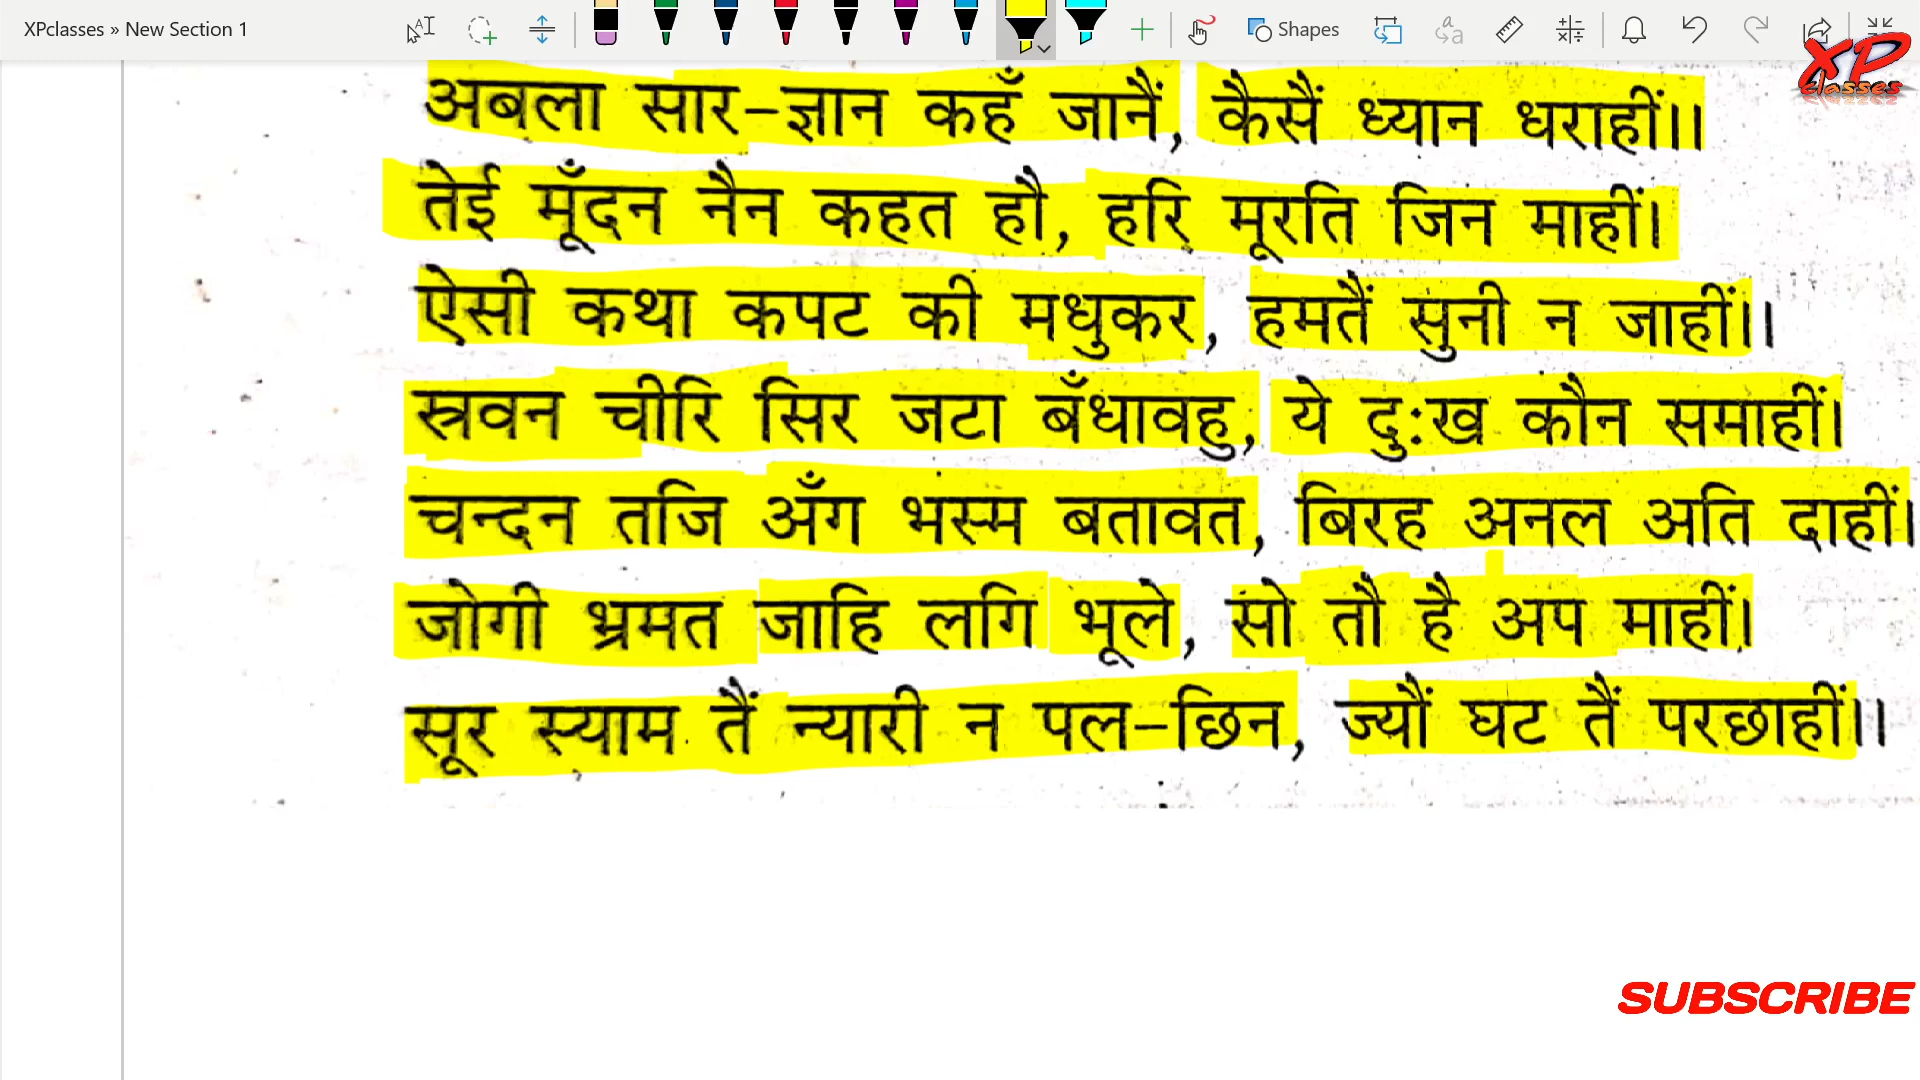 XPclasses » New Section 1
Shapes
XP classes
अबला सार-ज्ञान कहँ जानैं, कैसैं ध्यान धराहीं।।
तेई मूँदन नैन कहत हौ, हरि मूरति जिन माहीं।
ऐसी कथा कपट की मधुकर, हमतैं सुनी न जाहीं।।
स्रवन चीरि सिर जटा बँधावहु, ये दुःख कौन समाहीं।
चन्दन तजि अँग भस्म बतावत, बिरह अनल अति दाहीं।
जोगी भ्रमत जाहि लगि भूले, सो तौ है अप माहीं।
सूर स्याम तैं न्यारी न पल-छिन, ज्यौं घट तैं परछाहीं।।
SUBSCRIBE